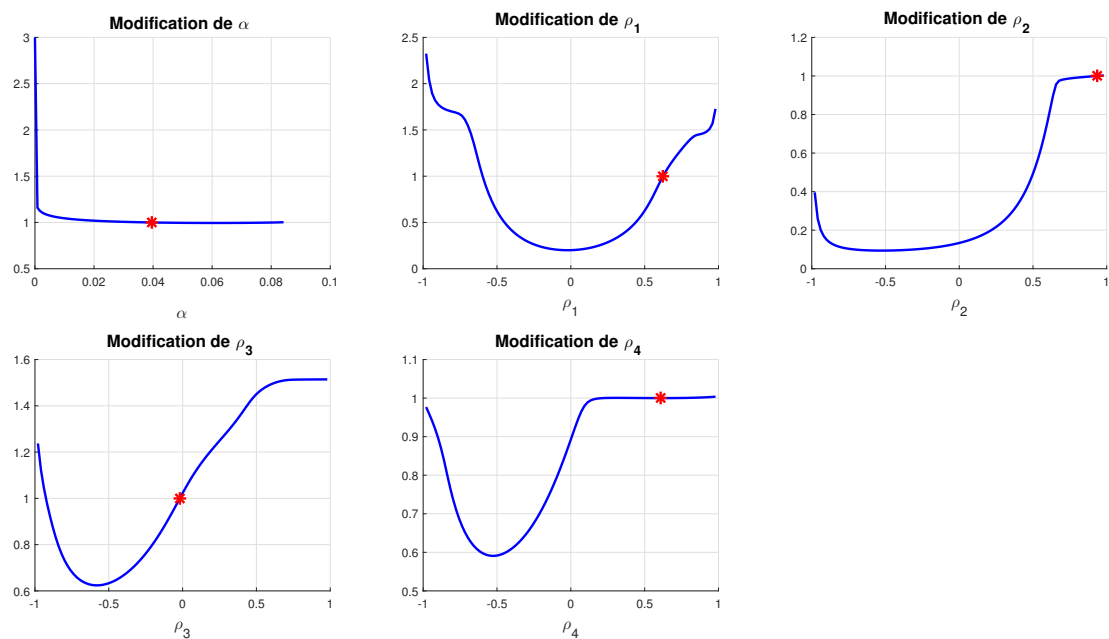 Modification de α
3
2.5
2
1.5
1
0.5
0 0.02 0.04 0.06 0.08 0.1
α
Modification de ρ1
2.5
2
1.5
1
0.5
0
-1 -0.5 0 0.5 1
ρ1
Modification de ρ2
1.2
1
0.8
0.6
0.4
0.2
0
-1 -0.5 0 0.5 1
ρ2
Modification de ρ3
1.6
1.4
1.2
1
0.8
0.6
-1 -0.5 0 0.5 1
ρ3
Modification de ρ4
1.1
1
0.9
0.8
0.7
0.6
0.5
-1 -0.5 0 0.5 1
ρ4